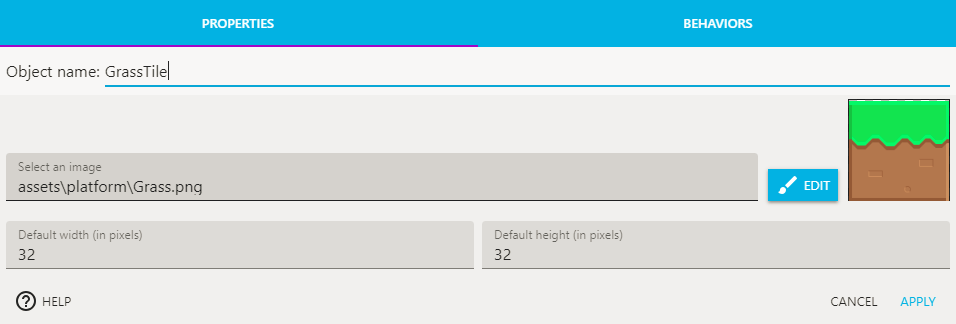 PROPERTIES BEHAVIORS
Object name: GrassTile
Select an image
assets\platform\Grass.png
EDIT
Default width (in pixels) Default height (in pixels)
32 32
HELP CANCEL APPLY